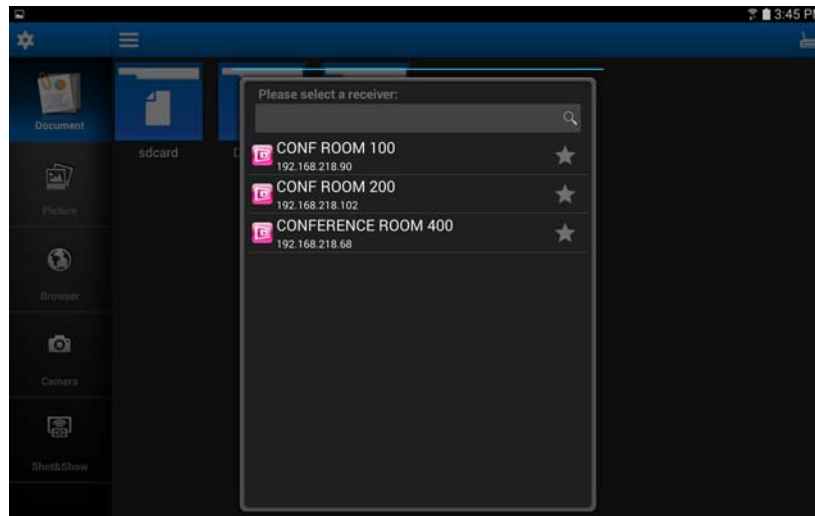 3:45 P
Please select a receiver:
Document
sdcard
D
CONF ROOM 100
192.168.218.90
CONF ROOM 200
192.168.218.102
CONFERENCE ROOM 400
192.168.218.68
Picture
Browser
Camera
Shot&Show